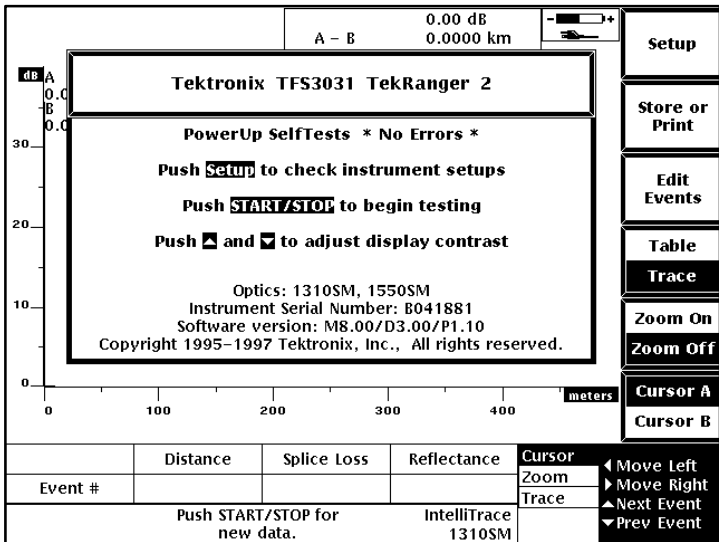 0.00 dB
A – B 0.0000 km
- +
Setup
dB A
0.0
B
0.0
Tektronix TFS3031 TekRanger 2
PowerUp SelfTests * No Errors *
Push Setup to check instrument setups
Push START/STOP to begin testing
Push and to adjust display contrast
Optics: 1310SM, 1550SM
Instrument Serial Number: B041881
Software version: M8.00/D3.00/P1.10
Copyright 1995-1997 Tektronix, Inc., All rights reserved.
Store or
Print
Edit
Events
Table
Trace
Zoom On
Zoom Off
Cursor A
Cursor B
30
20
10
0
0 100 200 300 400 meters
Distance Splice Loss Reflectance
Event #
Push START/STOP for
new data.
IntelliTrace
1310SM
Cursor
Zoom
Trace
Move Left
Move Right
Next Event
Prev Event